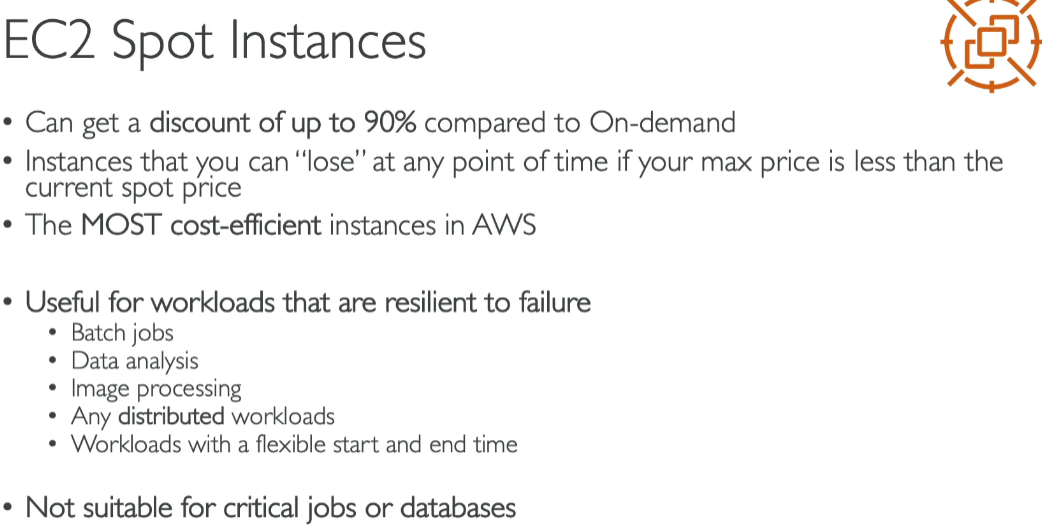 EC2 Spot Instances
• Can get a discount of up to 90% compared to On-demand
• Instances that you can “lose” at any point of time if your max price is less than the
current spot price
• The MOST cost-efficient instances in AWS
• Useful for workloads that are resilient to failure
• Batch jobs
• Data analysis
• Image processing
• Any distributed workloads
• Workloads with a flexible start and end time
• Not suitable for critical jobs or databases